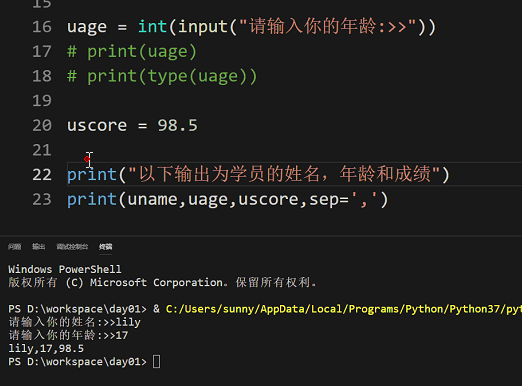 15
16 uage = int(input("请输入你的年龄:>>"))
17 # print(uage)
18 # print(type(uage))
19
20 uscore = 98.5
21
22 print("以下输出为学员的姓名，年龄和成绩")
23 print(uname,uage,uscore,sep=',')
问题 输出 调试控制台 终端
Windows PowerShell
版权所有 (C) Microsoft Corporation。保留所有权利。
PS D:\workspace\day01> & C:/Users/sunny/AppData/Local/Programs/Python/Python37/pyt
请输入你的姓名:>>lily
请输入你的年龄:>>17
lily,17,98.5
PS D:\workspace\day01>